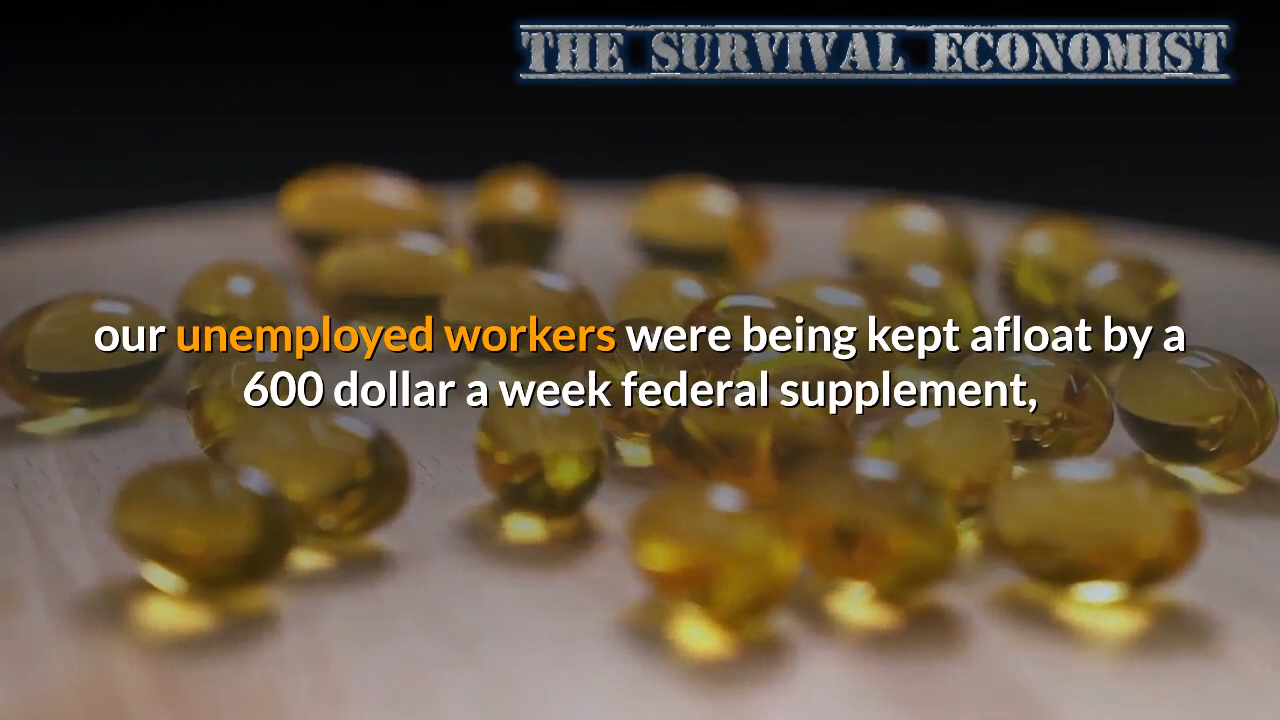 THE SURVIVAL ECONOMIST
our unemployed workers were being kept afloat by a
600 dollar a week federal supplement,